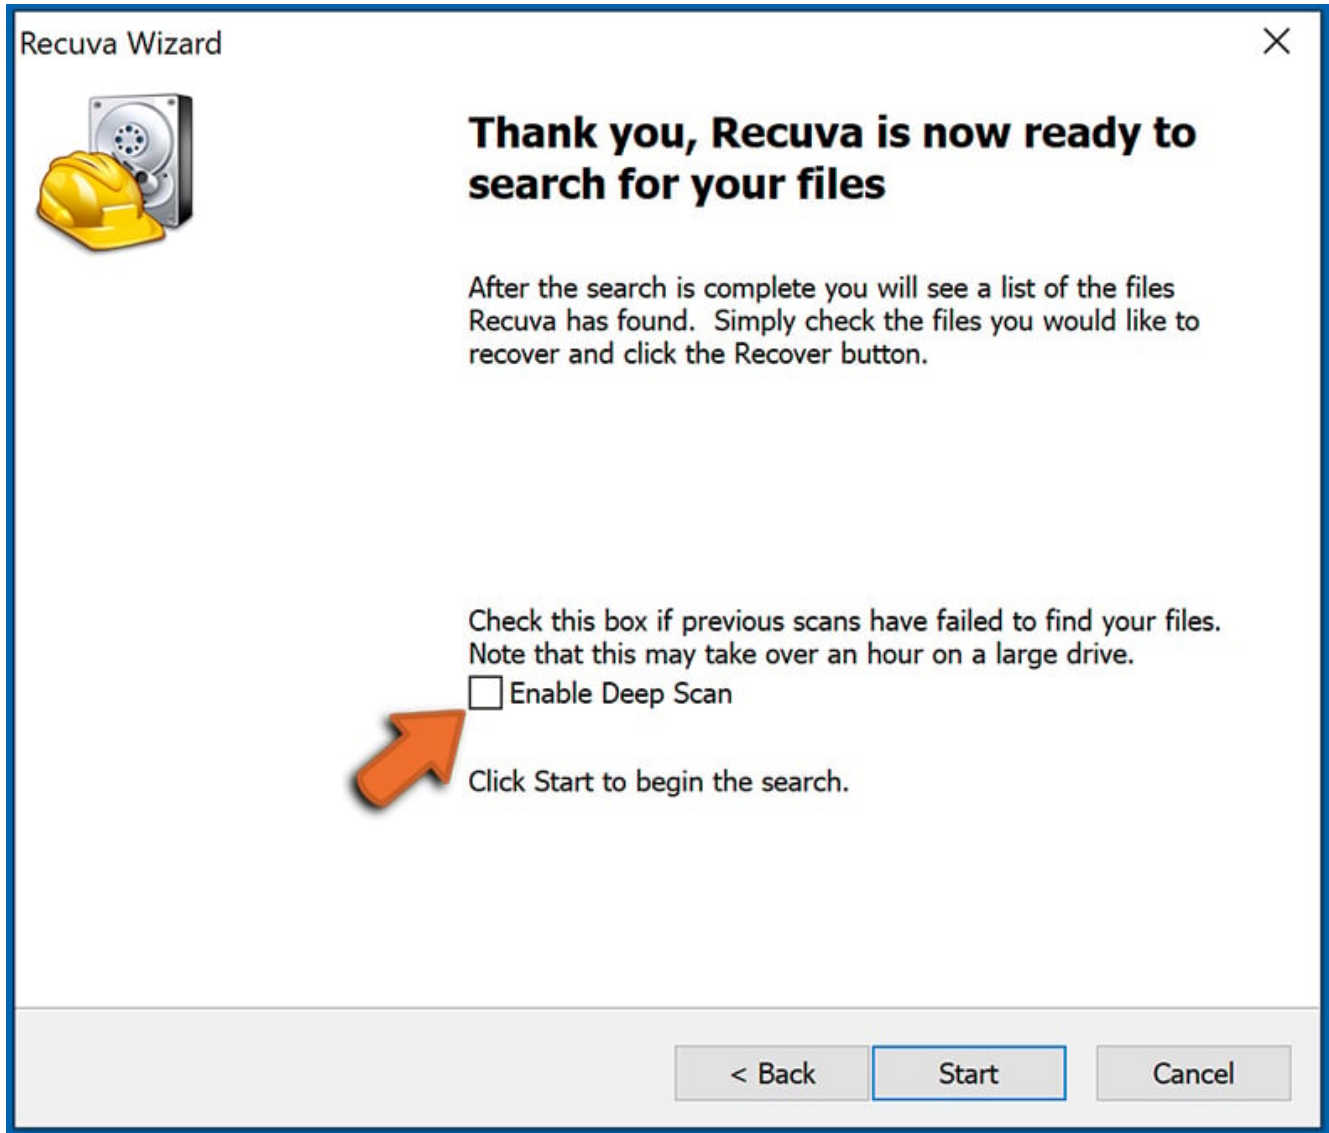 Recuva Wizard
Thank you, Recuva is now ready to
search for your files
After the search is complete you will see a list of the files
Recuva has found.  Simply check the files you would like to
recover and click the Recover button.
Check this box if previous scans have failed to find your files.
Note that this may take over an hour on a large drive.
Enable Deep Scan
Click Start to begin the search.
< Back
Start
Cancel